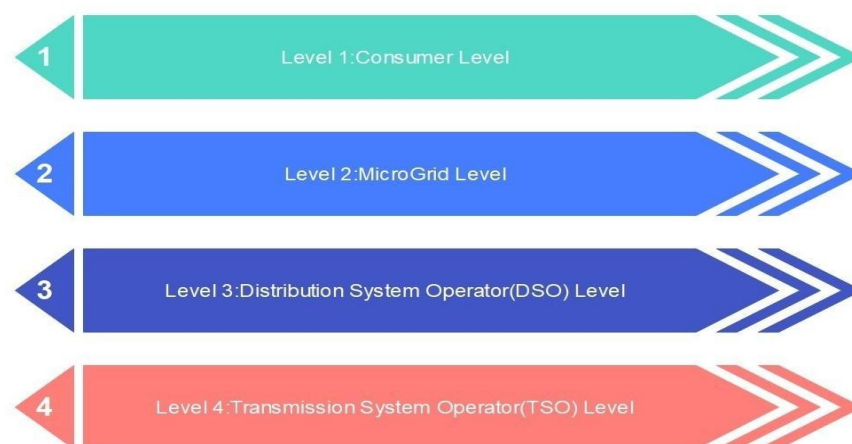 1 Level 1:Consumer Level
2 Level 2:MicroGrid Level
3 Level 3:Distribution System Operator(DSO) Level
4 Level 4:Transmission System Operator(TSO) Level